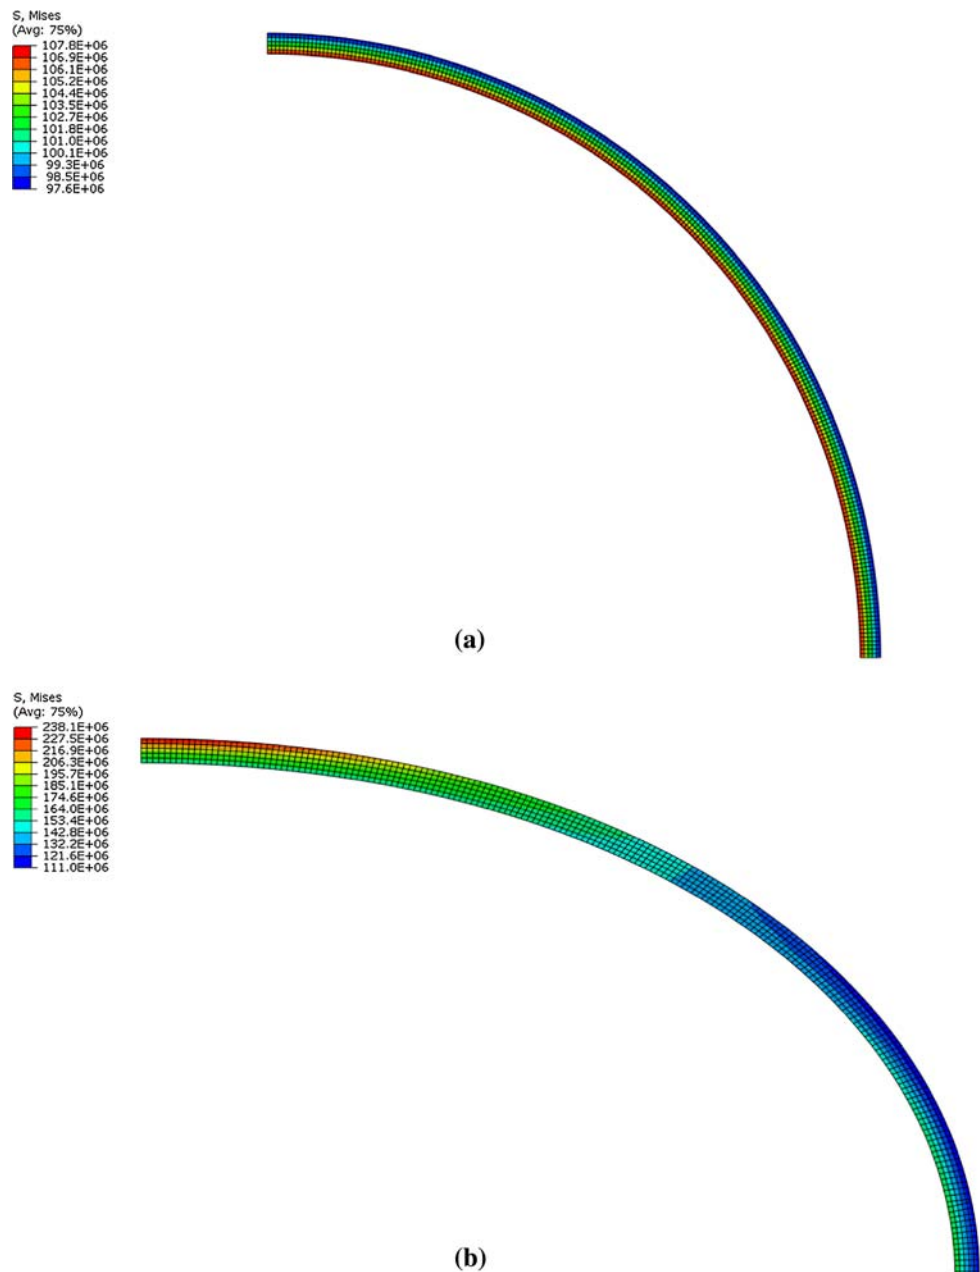 S, Mises
(Avg: 75%)
107.8E+06
106.9E+06
106.1E+06
105.2E+06
104.4E+06
103.5E+06
102.7E+06
101.8E+06
101.0E+06
100.1E+06
99.3E+06
98.5E+06
97.6E+06
(a)
S, Mises
(Avg: 75%)
238.1E+06
227.5E+06
216.9E+06
206.3E+06
195.7E+06
185.1E+06
174.6E+06
164.0E+06
153.4E+06
142.8E+06
132.2E+06
121.6E+06
111.0E+06
(b)